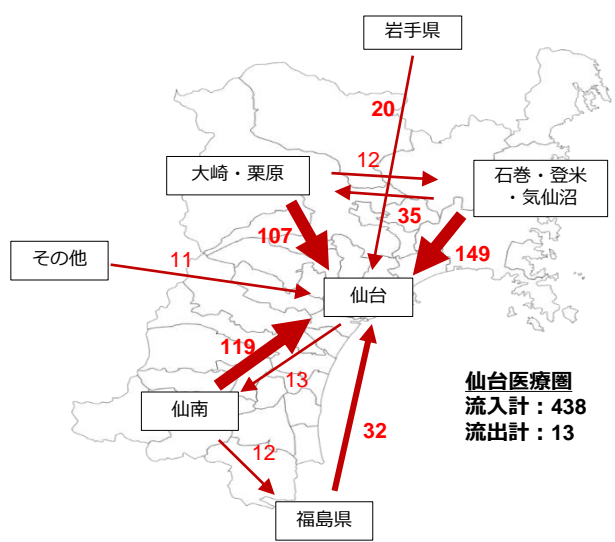 岩手県
20
大崎・栗原
12
石巻・登米
・気仙沼
35
107
149
その他
11
仙台
119
13
仙台医療圏
流入計：438
流出計：13
仙南
32
12
福島県